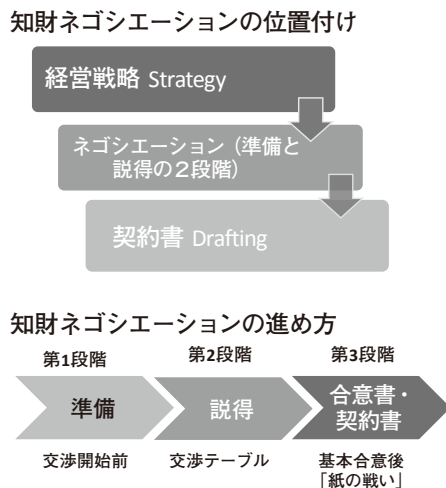 知財ネゴシエーションの位置付け
経営戦略 Strategy
ネゴシエーション（準備と
説得の２段階）
契約書 Drafting
知財ネゴシエーションの進め方
第1段階
第2段階
第3段階
準備
説得
合意書・
契約書
交渉開始前
交渉テーブル
基本合意後
「紙の戦い」